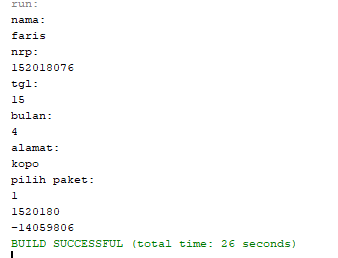 run:
nama:
faris
nrp:
152018076
tgl:
15
bulan:
4
alamat:
kopo
pilih paket:
1
1520180
-14059806
BUILD SUCCESSFUL (total time: 26 seconds)